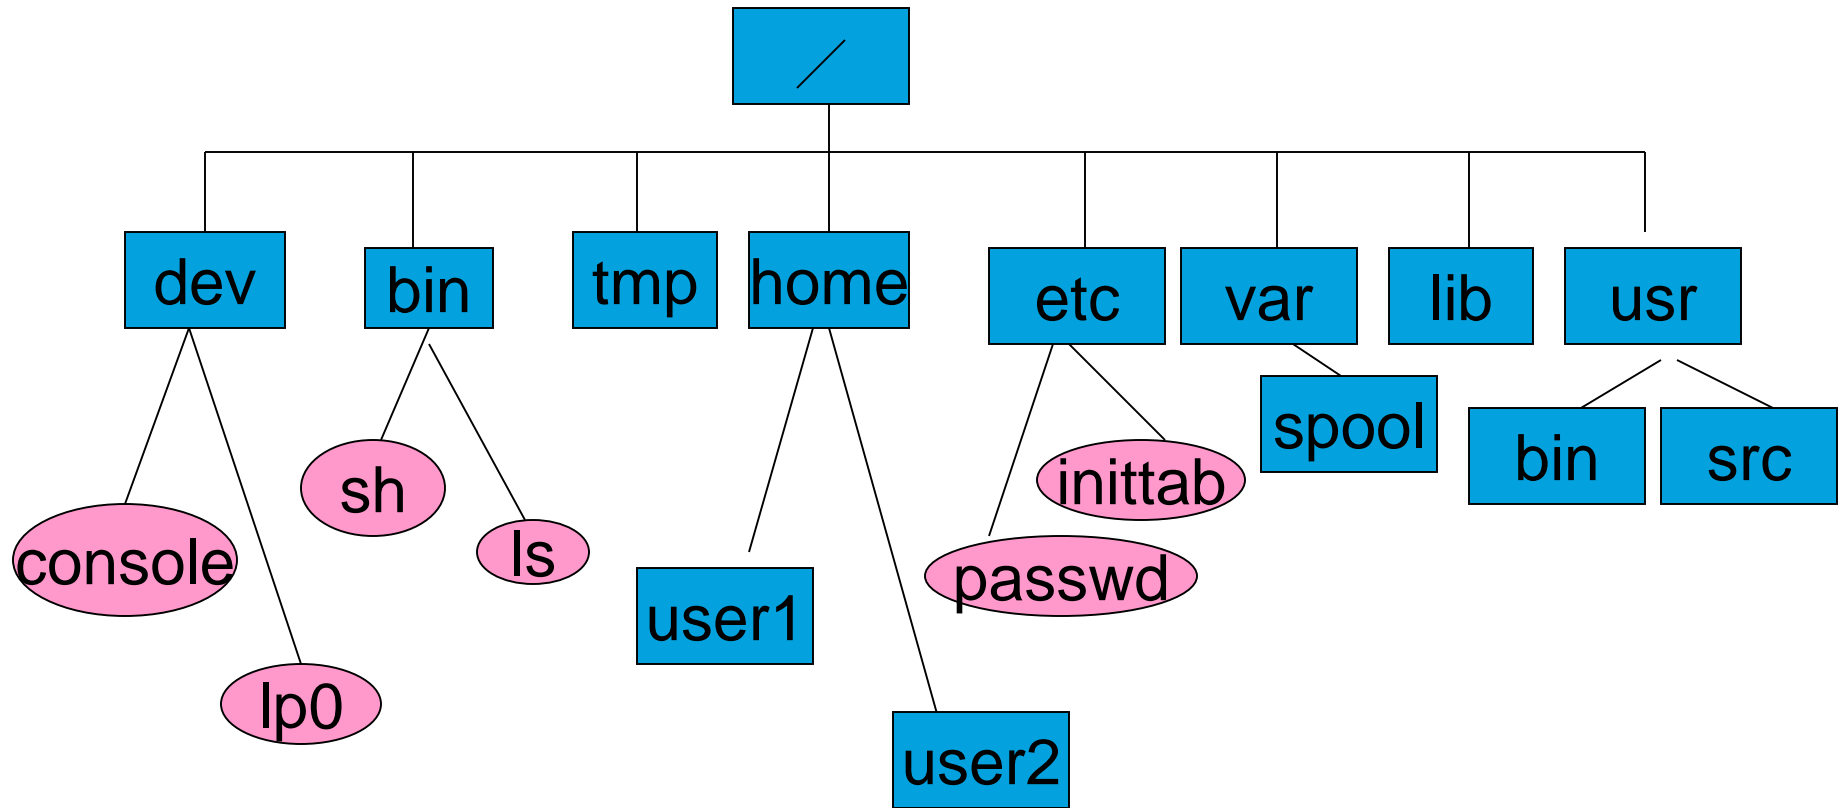 /
dev
bin
tmp
home
etc
var
lib
usr
spool
bin
src
sh
inittab
console
ls
passwd
user1
lp0
user2